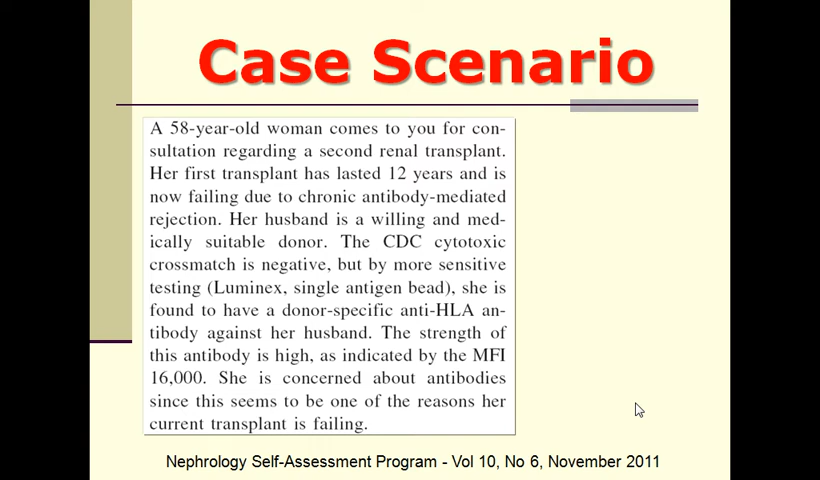 Case Scenario
A 58-year-old woman comes to you for con-
sultation regarding a second renal transplant.
Her first transplant has lasted 12 years and is
now failing due to chronic antibody-mediated
rejection. Her husband is a willing and med-
ically suitable donor. The CDC cytotoxic
crossmatch is negative, but by more sensitive
testing (Luminex, single antigen bead), she is
found to have a donor-specific anti-HLA an-
tibody against her husband. The strength of
this antibody is high, as indicated by the MFI
16,000. She is concerned about antibodies
since this seems to be one of the reasons her
current transplant is failing.
Nephrology Self-Assessment Program - Vol 10, No 6, November 2011